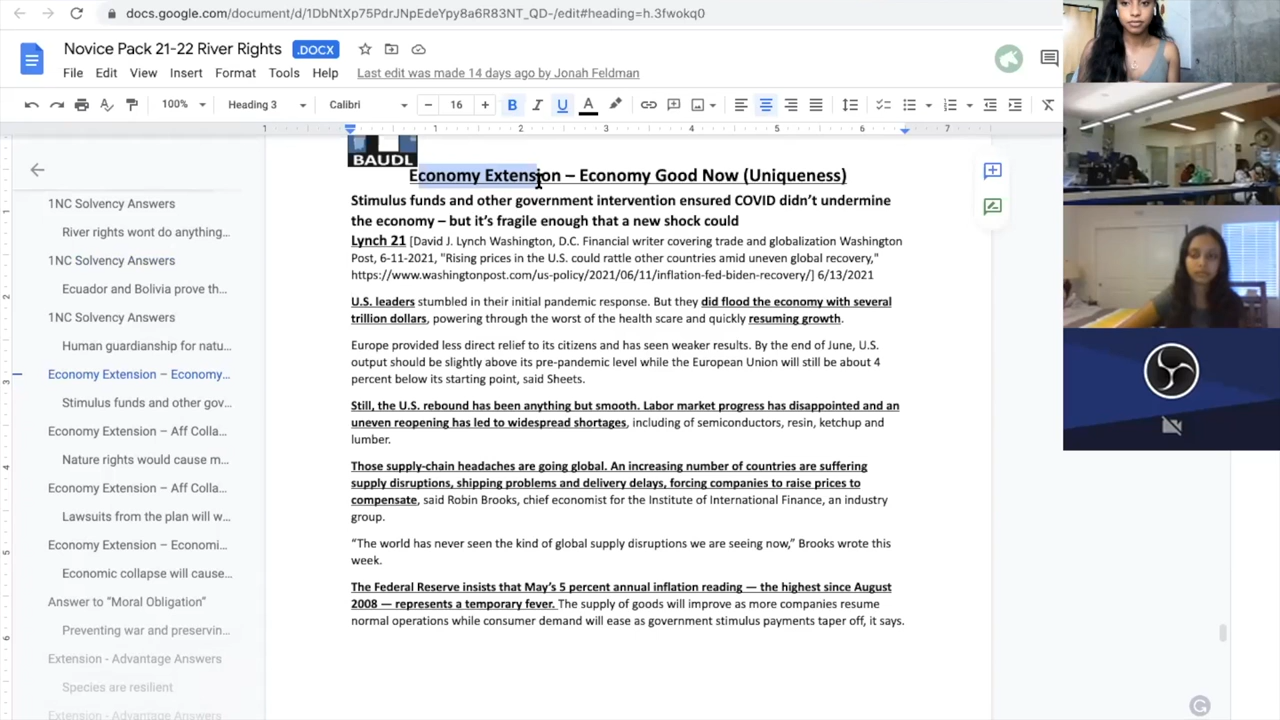 docs.google.com/document/d/1DbNtXp75PdrJNpEdeYpy8a6R83NT_QD-/edit#heading=h.3fwokq0
Novice Pack 21-22 River Rights .DOCX
File Edit View Insert Format Tools Help Last edit was made 14 days ago by Jonah Feldman
100% Heading 3 Calibri 16 B I U A
1 1 2 3 4 5 6 7
BAUDL
Economy Extension – Economy Good Now (Uniqueness)
Stimulus funds and other government intervention ensured COVID didn't undermine
the economy – but it's fragile enough that a new shock could
Lynch 21 [David J. Lynch Washington, D.C. Financial writer covering trade and globalization Washington
Post, 6-11-2021, "Rising prices in the U.S. could rattle other countries amid uneven global recovery,"
https://www.washingtonpost.com/us-policy/2021/06/11/inflation-fed-biden-recovery/] 6/13/2021
U.S. leaders stumbled in their initial pandemic response. But they did flood the economy with several
trillion dollars, powering through the worst of the health scare and quickly resuming growth.
Europe provided less direct relief to its citizens and has seen weaker results. By the end of June, U.S.
output should be slightly above its pre-pandemic level while the European Union will still be about 4
percent below its starting point, said Sheets.
Still, the U.S. rebound has been anything but smooth. Labor market progress has disappointed and an
uneven reopening has led to widespread shortages, including of semiconductors, resin, ketchup and
lumber.
Those supply-chain headaches are going global. An increasing number of countries are suffering
supply disruptions, shipping problems and delivery delays, forcing companies to raise prices to
compensate, said Robin Brooks, chief economist for the Institute of International Finance, an industry
group.
“The world has never seen the kind of global supply disruptions we are seeing now,” Brooks wrote this
week.
The Federal Reserve insists that May's 5 percent annual inflation reading — the highest since August
2008 — represents a temporary fever. The supply of goods will improve as more companies resume
normal operations while consumer demand will ease as government stimulus payments taper off, it says.
1NC Solvency Answers
River rights wont do anything...
1NC Solvency Answers
Ecuador and Bolivia prove th...
1NC Solvency Answers
Human guardianship for natu...
Economy Extension – Economy...
Stimulus funds and other gov...
Economy Extension – Aff Colla...
Nature rights would cause m...
Economy Extension – Aff Colla...
Lawsuits from the plan will w...
Economy Extension – Economi...
Economic collapse will cause...
Answer to “Moral Obligation”
Preventing war and preservin...
Extension - Advantage Answers
Species are resilient
Extension - Advantage Answers
1
2
3
4
5
6